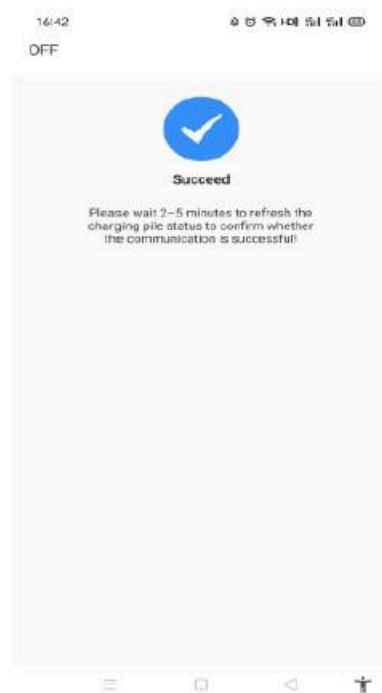 16:42
OFF
Succeed
Please wait 2-5 minutes to refresh the
charging pile status to confirm whether
the communication is successful!